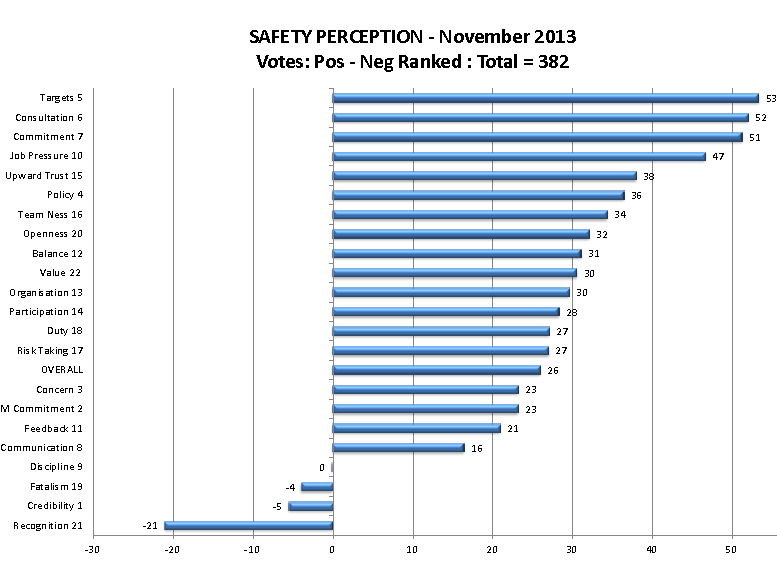 SAFETY PERCEPTION - November 2013
Votes: Pos - Neg Ranked : Total = 382
Targets 5 53
Consultation 6 52
Commitment 7 51
Job Pressure 10 47
Upward Trust 15 38
Policy 4 36
Team Ness 16 34
Openness 20 32
Balance 12 31
Value 22 30
Organisation 13 30
Participation 14 28
Duty 18 27
Risk Taking 17 27
OVERALL 26
Concern 3 23
M Commitment 2 23
Feedback 11 21
Communication 8 16
Discipline 9 0
Fatalism 19 -4
Credibility 1 -5
Recognition 21 -21
-30 -20 -10 0 10 20 30 40 50